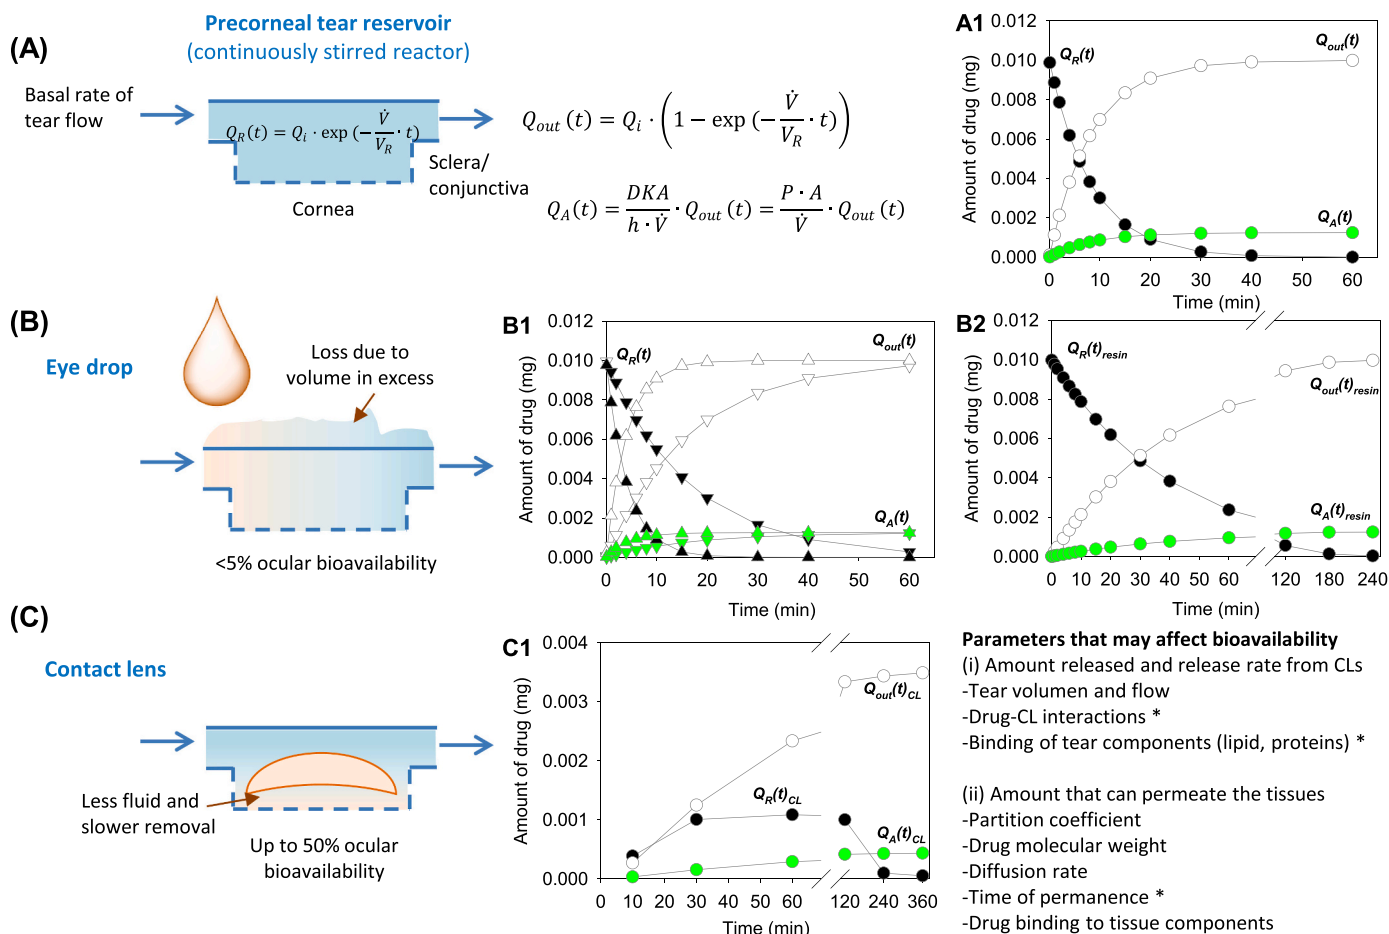 Precorneal tear reservoir
(continuously stirred reactor)
(A)
Basal rate of
tear flow
Q_R(t) = Q_i · exp (−V̇/V_R · t)
Sclera/
conjunctiva
Cornea
Q_out (t) = Q_i · (1 − exp (−V̇/V_R · t))
Q_A(t) = DKA/h · V̇ · Q_out (t) = P · A/V̇ · Q_out (t)
A1
Amount of drug (mg)
0.012
0.010
0.008
0.006
0.004
0.002
0.000
Q_R(t)
Q_out(t)
Q_A(t)
0 10 20 30 40 50 60
Time (min)
(B)
Eye drop
Loss due to
volume in excess
<5% ocular bioavailability
B1
Amount of drug (mg)
0.012
0.010
0.008
0.006
0.004
0.002
0.000
Q_R(t)
Q_out(t)
Q_A(t)
0 10 20 30 40 50 60
Time (min)
B2
Amount of drug (mg)
0.012
0.010
0.008
0.006
0.004
0.002
0.000
Q_R(t)_resin
Q_out(t)_resin
Q_A(t)_resin
0 10 20 30 40 60 120 180 240
Time (min)
(C)
Contact lens
Less fluid and
slower removal
Up to 50% ocular
bioavailability
C1
Amount of drug (mg)
0.004
0.003
0.002
0.001
0.000
Q_out(t)_CL
Q_R(t)_CL
Q_A(t)_CL
0 10 20 30 40 60 120 240 360
Time (min)
Parameters that may affect bioavailability
(i) Amount released and release rate from CLs
-Tear volumen and flow
-Drug-CL interactions *
-Binding of tear components (lipid, proteins) *
(ii) Amount that can permeate the tissues
-Partition coefficient
-Drug molecular weight
-Diffusion rate
-Time of permanence *
-Drug binding to tissue components